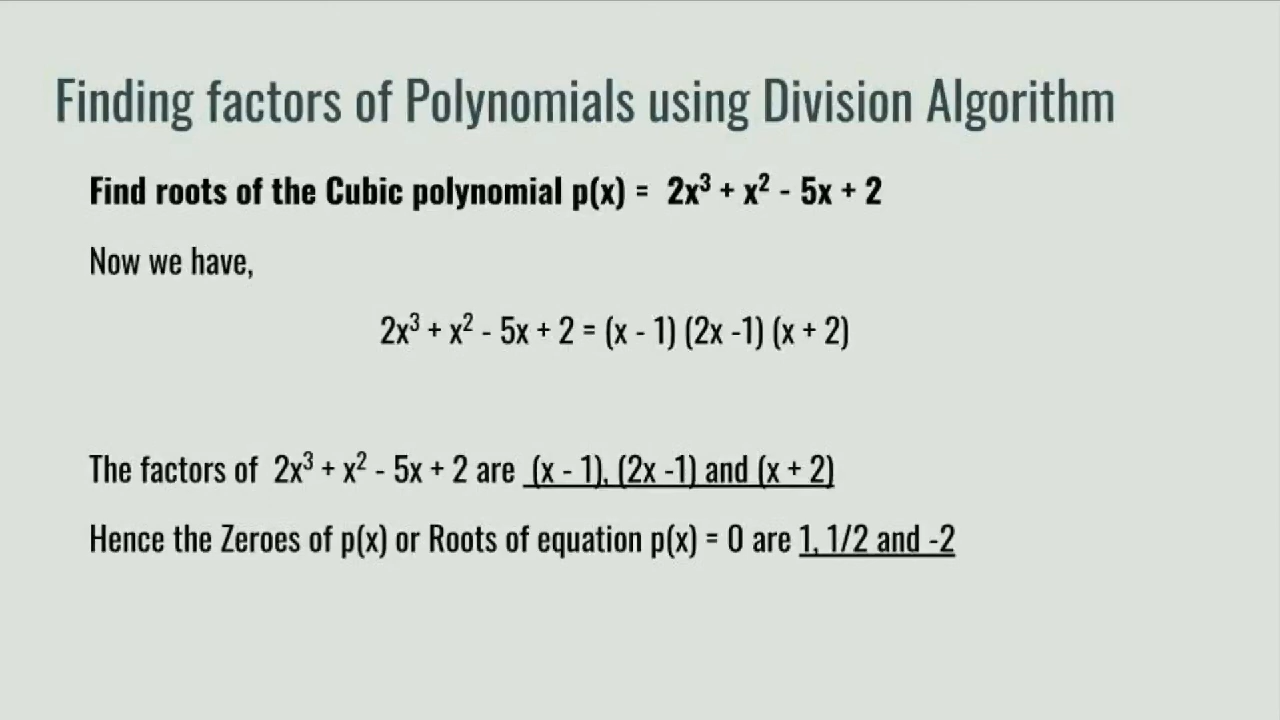 Finding factors of Polynomials using Division Algorithm
Find roots of the Cubic polynomial p(x) = 2x³ + x² - 5x + 2
Now we have,
2x³ + x² - 5x + 2 = (x - 1) (2x -1) (x + 2)
The factors of 2x³ + x² - 5x + 2 are (x - 1), (2x -1) and (x + 2)
Hence the Zeroes of p(x) or Roots of equation p(x) = 0 are 1, 1/2 and -2